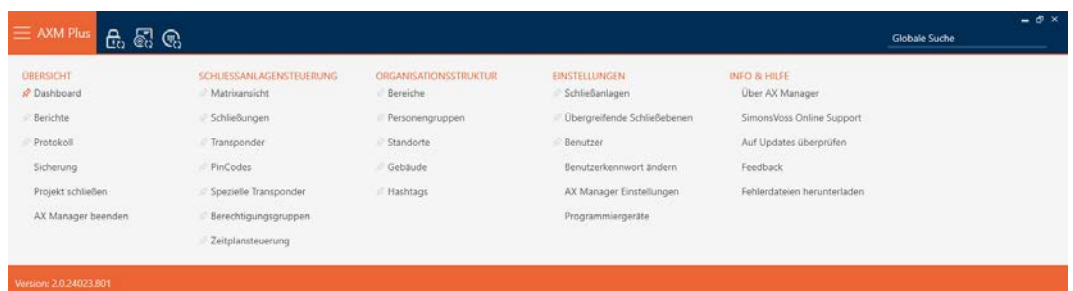 AXM Plus
Globale Suche
ÜBERSICHT
Dashboard
Berichte
Protokoll
Sicherung
Projekt schließen
AX Manager beenden
SCHLIESSANLAGENSTEUERUNG
Matrixansicht
Schließungen
Transponder
PinCodes
Spezielle Transponder
Berechtigungsgruppen
Zeitplansteuerung
ORGANISATIONSSTRUKTUR
Bereiche
Personengruppen
Standorte
Gebäude
Hashtags
EINSTELLUNGEN
Schließanlagen
Übergreifende Schließebenen
Benutzer
Benutzerkennwort ändern
AX Manager Einstellungen
Programmiergeräte
INFO & HILFE
Über AX Manager
SimonsVoss Online Support
Auf Updates überprüfen
Feedback
Fehlerdateien herunterladen
Version: 2.0.24023.801